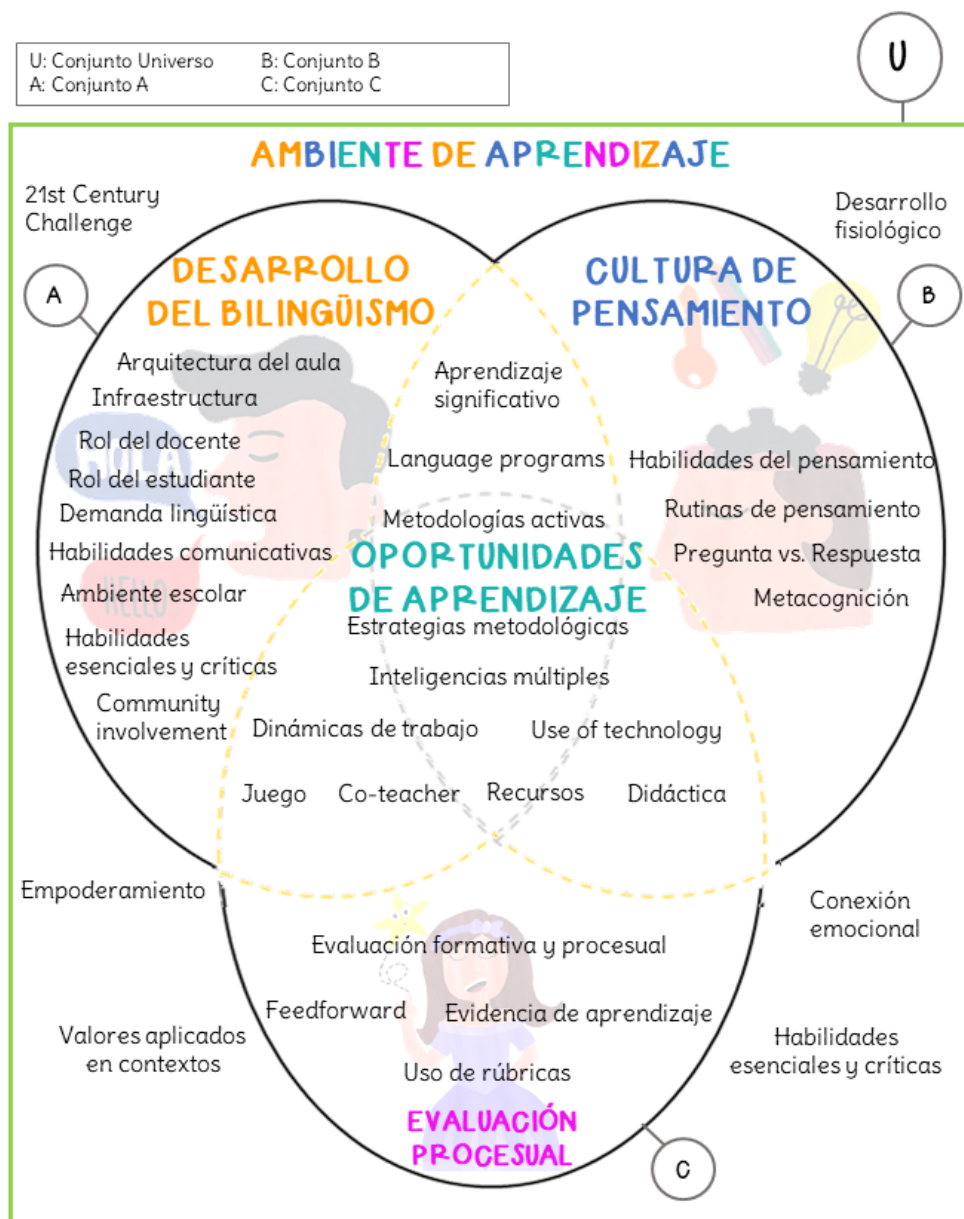 U: Conjunto Universo B: Conjunto B
A: Conjunto A C: Conjunto C
U
AMBIENTE DE APRENDIZAJE
21st Century
Challenge
Desarrollo
fisiológico
A
B
DESARROLLO
DEL BILINGÜISMO
CULTURA DE
PENSAMIENTO
Arquitectura del aula
Infraestructura
Rol del docente
Rol del estudiante
Demanda lingüística
Habilidades comunicativas
Ambiente escolar
Habilidades
esenciales y críticas
Community
involvement
HOLA
HELLO
Aprendizaje
significativo
Language programs
Metodologías activas
Habilidades del pensamiento
Rutinas de pensamiento
Pregunta vs. Respuesta
Metacognición
OPORTUNIDADES
DE APRENDIZAJE
Estrategias metodológicas
Inteligencias múltiples
Dinámicas de trabajo
Use of technology
Juego
Co-teacher
Recursos
Didáctica
Empoderamiento
Conexión
emocional
Evaluación formativa y procesual
Feedforward
Evidencia de aprendizaje
Uso de rúbricas
Valores aplicados
en contextos
Habilidades
esenciales y críticas
EVALUACIÓN
PROCESUAL
C